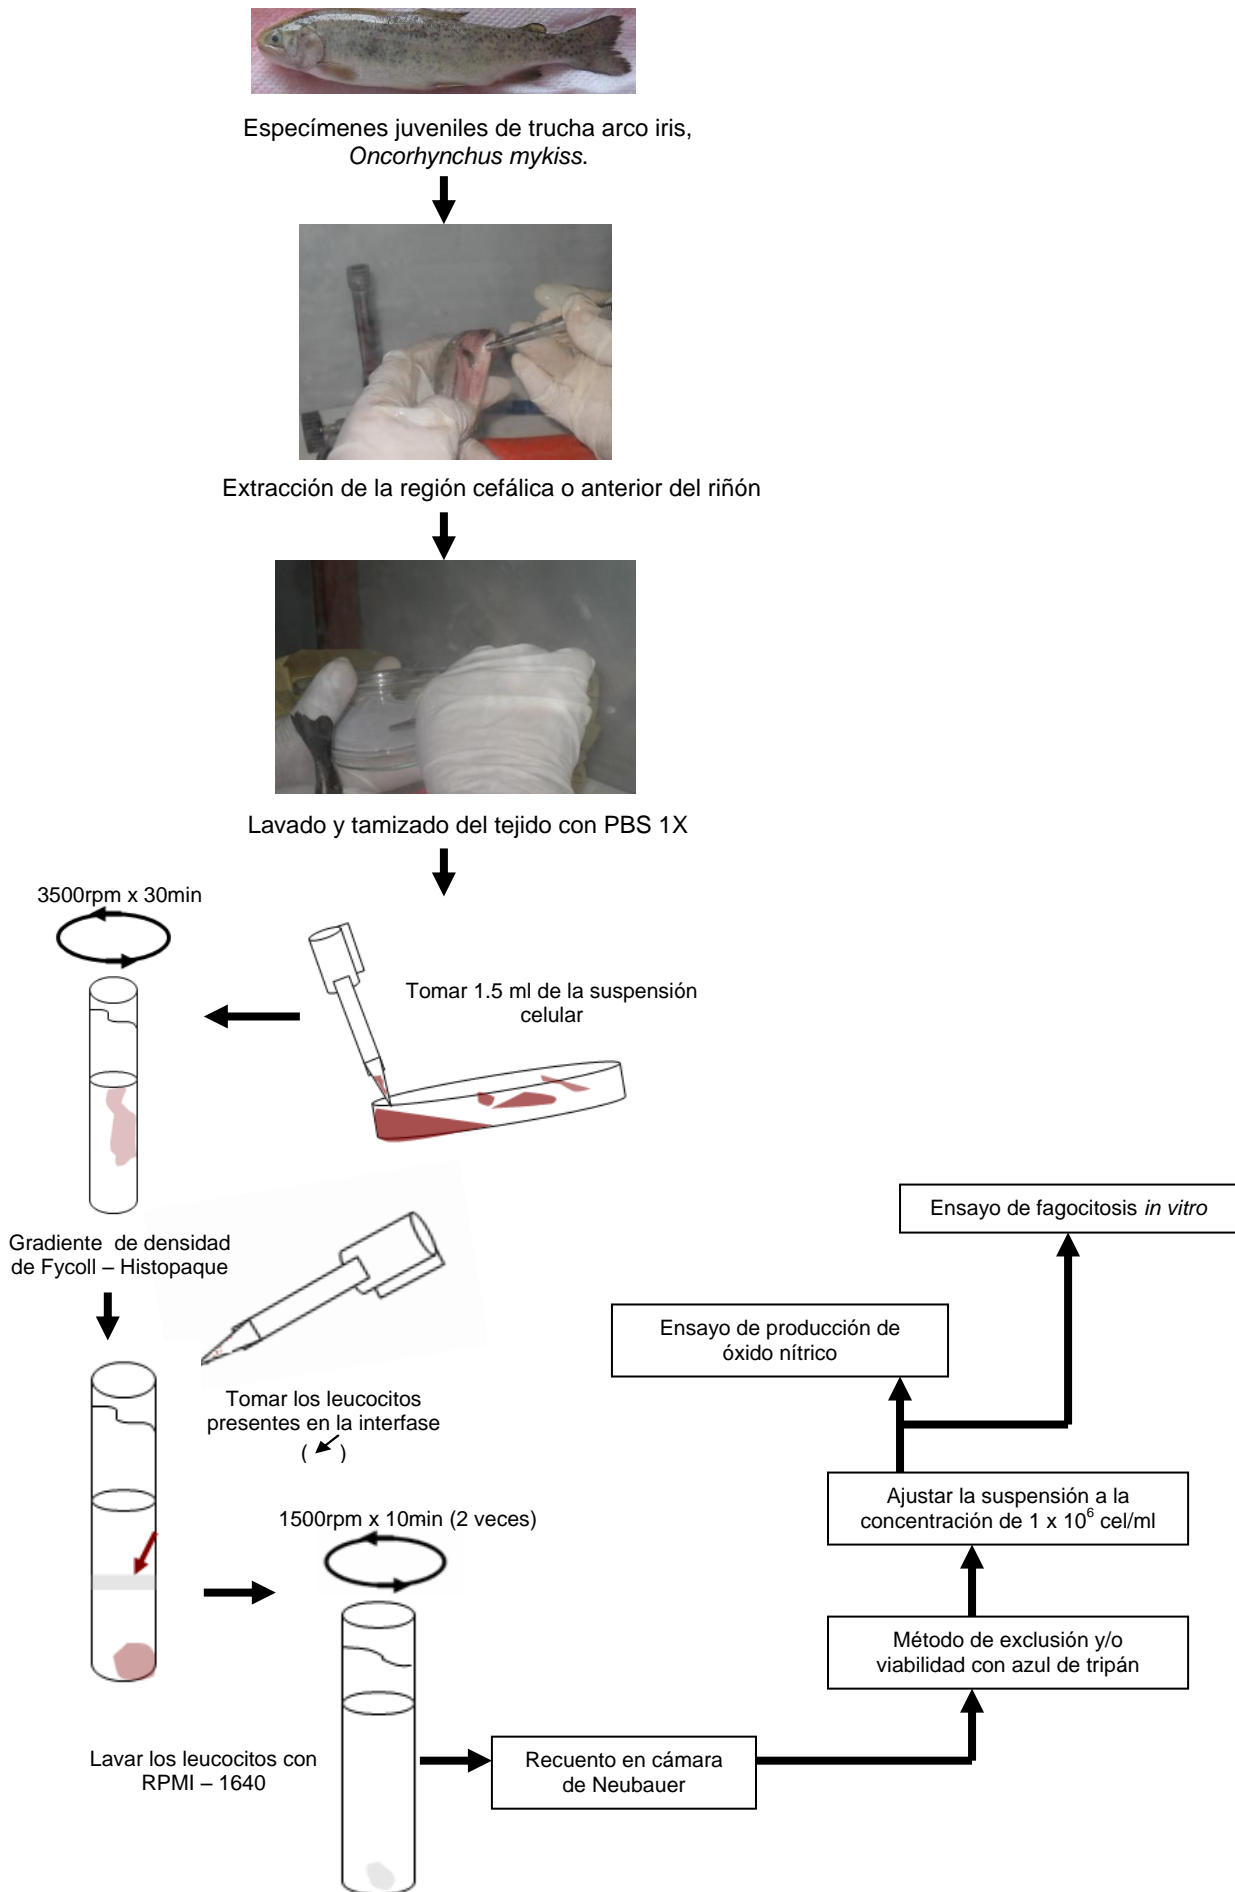 Especímenes juveniles de trucha arco iris,
Oncorhynchus mykiss.
Extracción de la región cefálica o anterior del riñón
Lavado y tamizado del tejido con PBS 1X
3500rpm x 30min
Tomar 1.5 ml de la suspensión
celular
Gradiente de densidad
de Fycoll – Histopaque
Tomar los leucocitos
presentes en la interfase
( )
1500rpm x 10min (2 veces)
Lavar los leucocitos con
RPMI – 1640
Recuento en cámara
de Neubauer
Método de exclusión y/o
viabilidad con azul de tripán
Ajustar la suspensión a la
concentración de 1 x 10⁶ cel/ml
Ensayo de producción de
óxido nítrico
Ensayo de fagocitosis in vitro